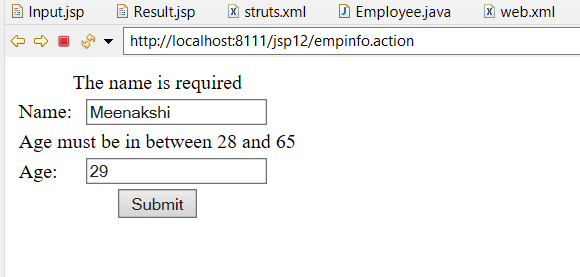 Input.jsp Result.jsp struts.xml Employee.java web.xml
http://localhost:8111/jsp12/empinfo.action
The name is required
Name: Meenakshi
Age must be in between 28 and 65
Age: 29
Submit